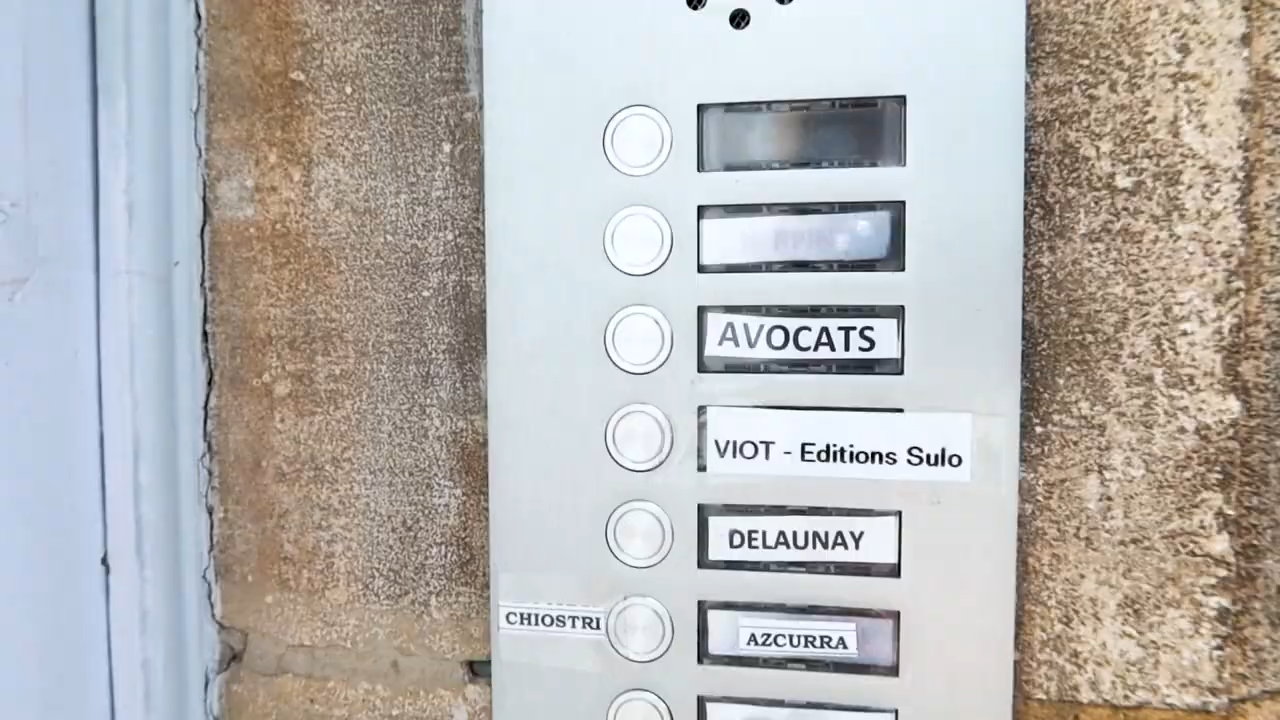 AVOCATS
VIOT - Editions Sulo
DELAUNAY
CHIOSTRI
AZCURRA